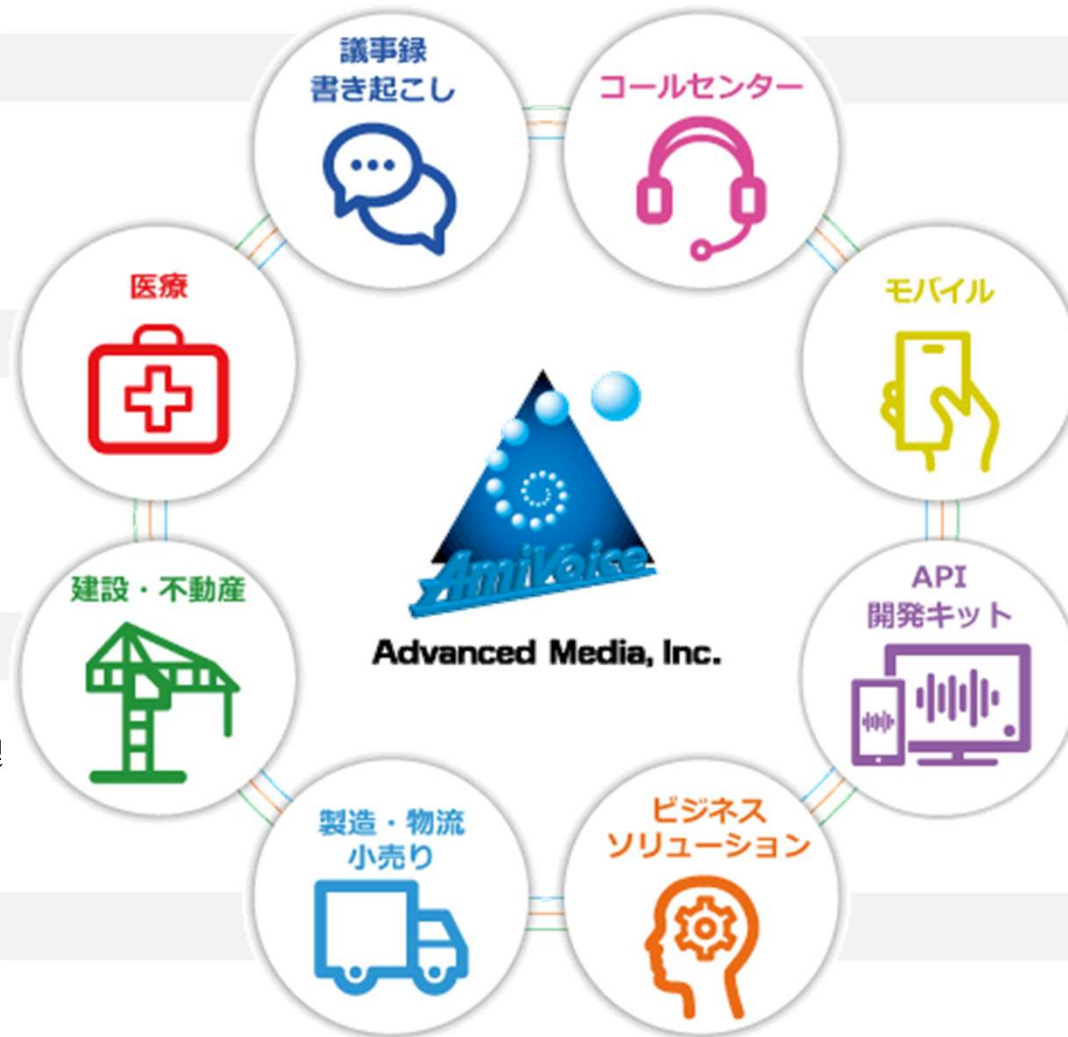 議事録
書き起こし
コールセンター
医療
モバイル
AmiVoice
Advanced Media, Inc.
建設・不動産
API
開発キット
製造・物流
小売り
ビジネス
ソリューション